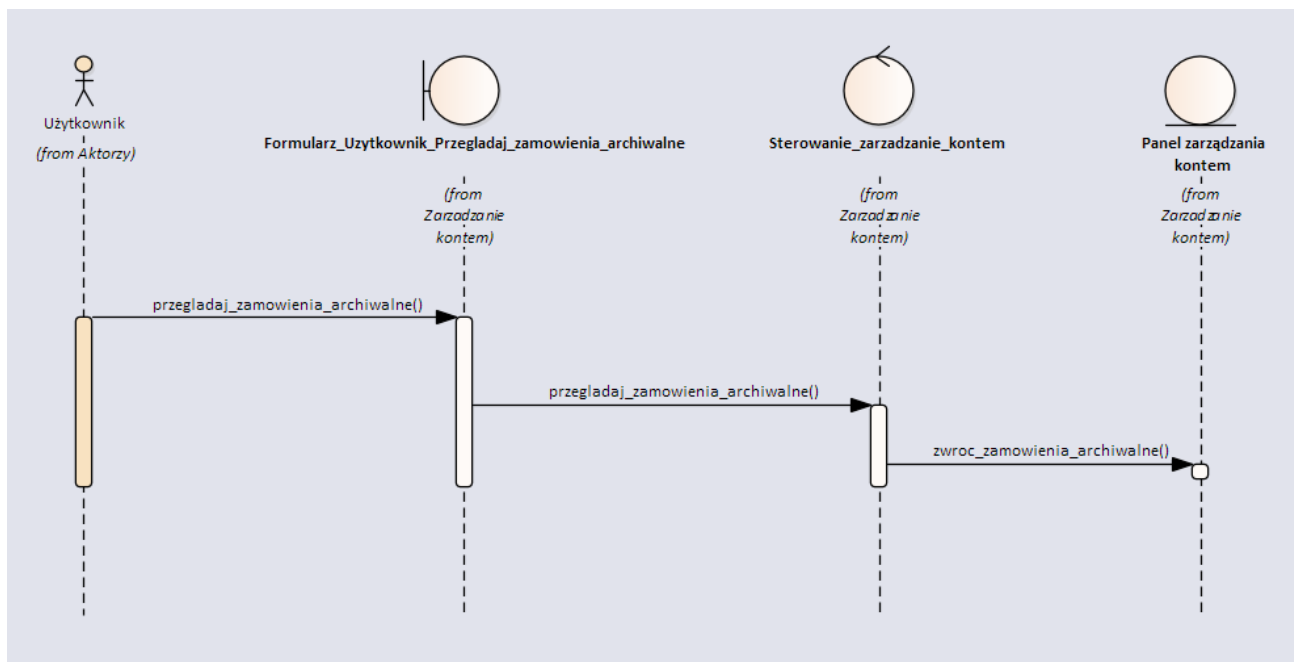 Użytkownik
(from Aktorzy)
Formularz_Uzytkownik_Przegladaj_zamowienia_archiwalne
(from
Zarzadzanie
kontem)
Sterowanie_zarzadzanie_kontem
(from
Zarzadzanie
kontem)
Panel zarządzania
kontem
(from
Zarzadzanie
kontem)
przegladaj_zamowienia_archiwalne()
przegladaj_zamowienia_archiwalne()
zwroc_zamowienia_archiwalne()